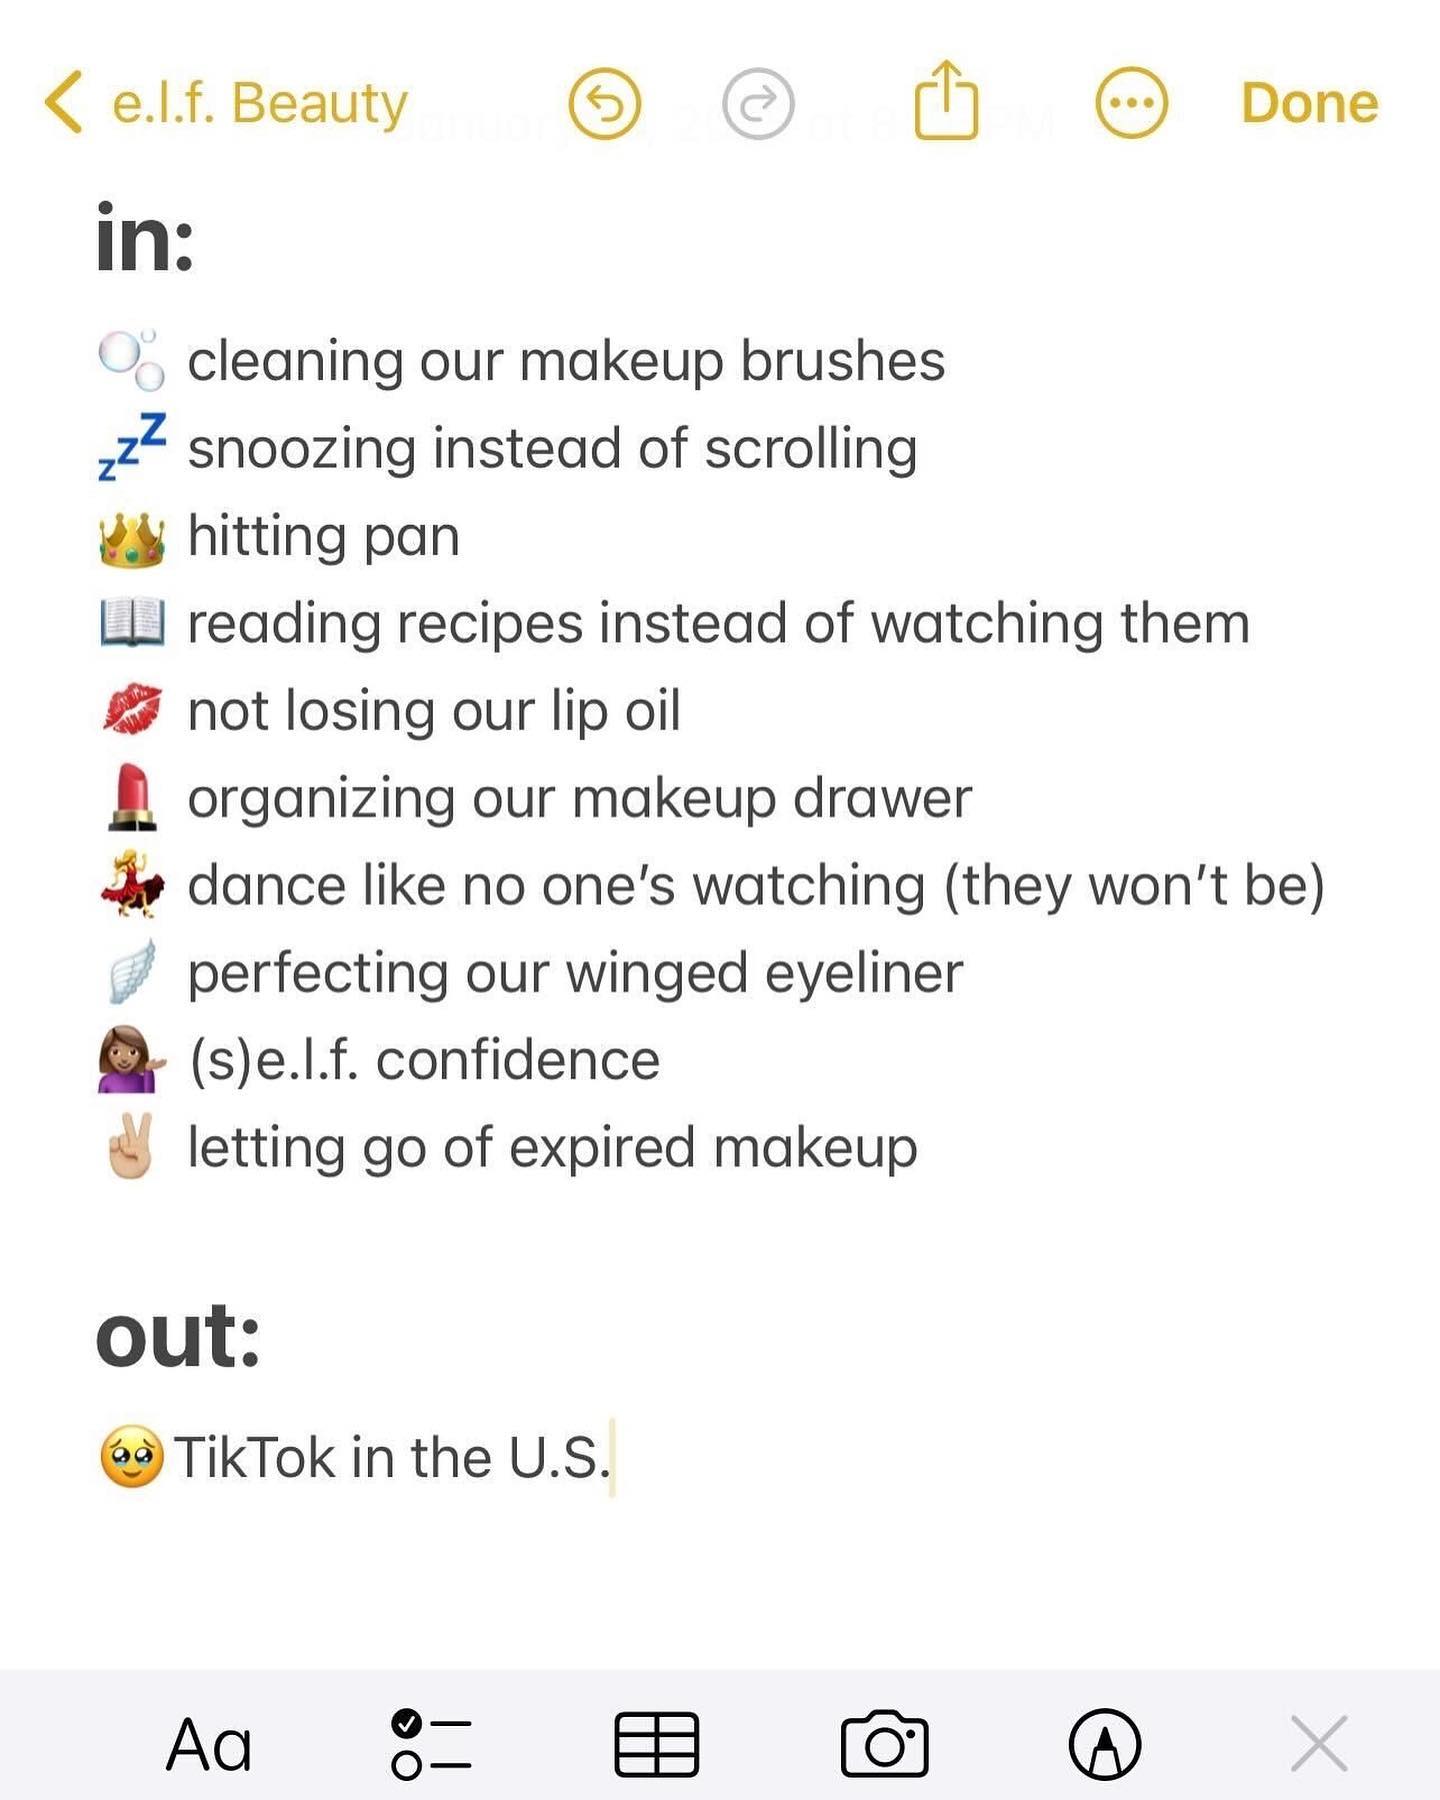 e.l.f. Beauty Done
in:
🫧 cleaning our makeup brushes
💤 snoozing instead of scrolling
👑 hitting pan
📖 reading recipes instead of watching them
💋 not losing our lip oil
💄 organizing our makeup drawer
💃 dance like no one’s watching (they won’t be)
🪽 perfecting our winged eyeliner
💁🏽‍♀️ (s)e.l.f. confidence
✌🏼 letting go of expired makeup
out:
🥹 TikTok in the U.S.
Aa